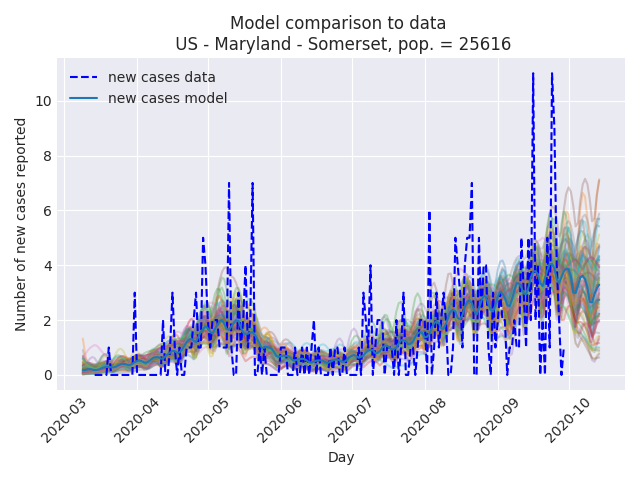 Model comparison to data
US - Maryland - Somerset, pop. = 25616
new cases data
new cases model
Number of new cases reported
10
8
6
4
2
0
2020-03
2020-04
2020-05
2020-06
2020-07
2020-08
2020-09
2020-10
Day